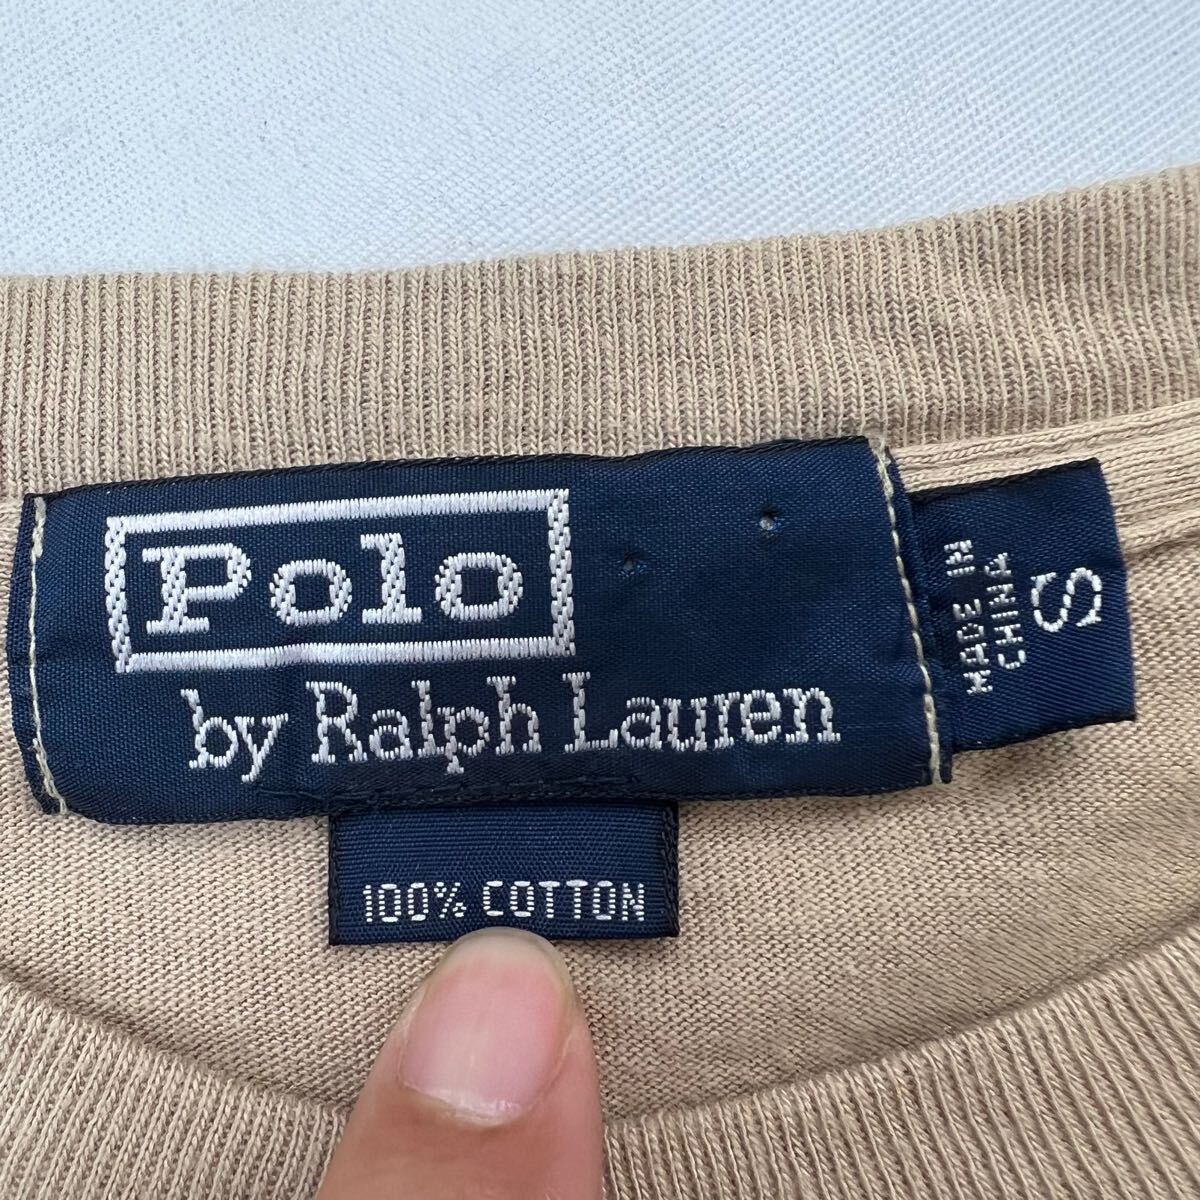 Polo
by Ralph Lauren
100% COTTON
MADE IN
CHINA
S